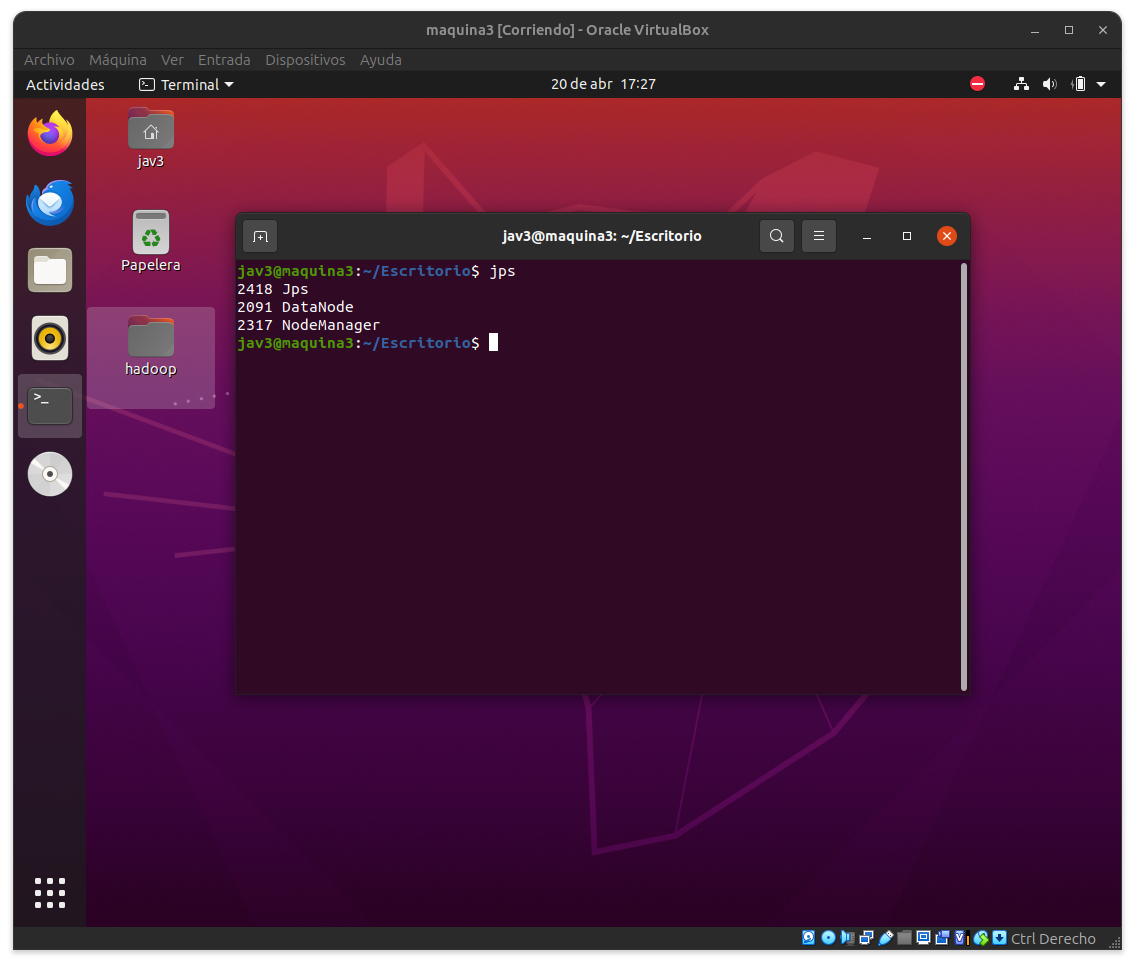 maquina3 [Corriendo] - Oracle VirtualBox
Archivo Máquina Ver Entrada Dispositivos Ayuda
Actividades Terminal 20 de abr 17:27
jav3
Papelera
hadoop
jav3@maquina3: ~/Escritorio
jav3@maquina3:~/Escritorio$ jps
2418 Jps
2091 DataNode
2317 NodeManager
jav3@maquina3:~/Escritorio$
Ctrl Derecho